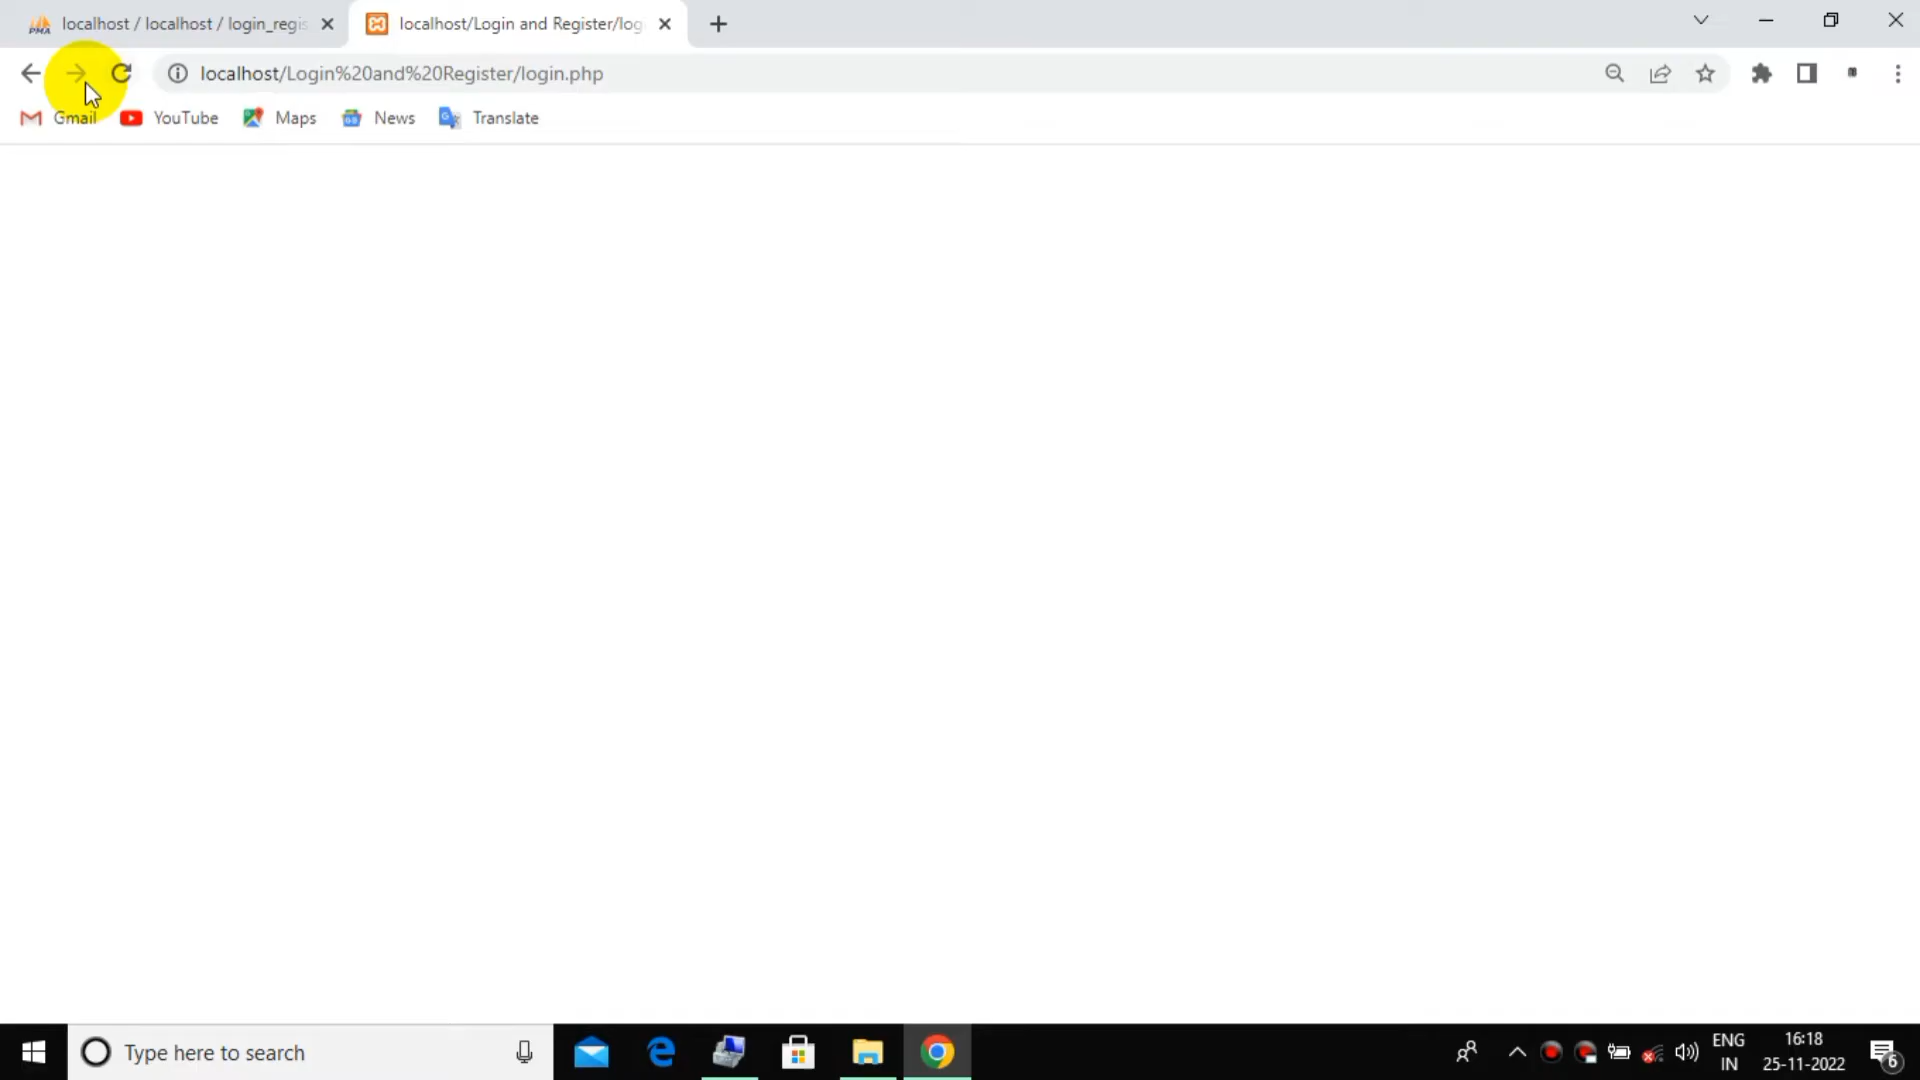 localhost / localhost / login_regis
localhost/Login and Register/log
localhost/Login%20and%20Register/login.php
Gmail
YouTube
Maps
News
Translate
Type here to search
ENG
IN
16:18
25-11-2022
6